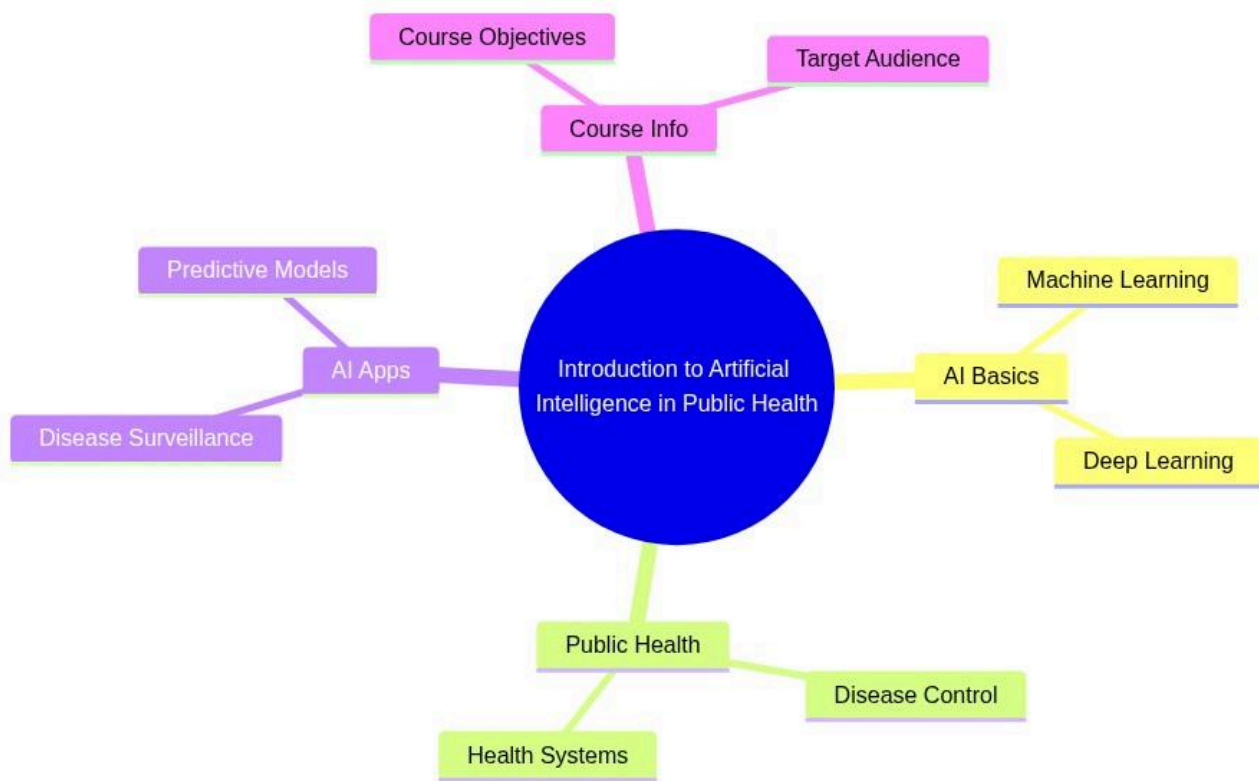 Course Objectives
Target Audience
Course Info
Predictive Models
Machine Learning
AI Apps
Introduction to Artificial
Intelligence in Public Health
AI Basics
Disease Surveillance
Deep Learning
Public Health
Disease Control
Health Systems